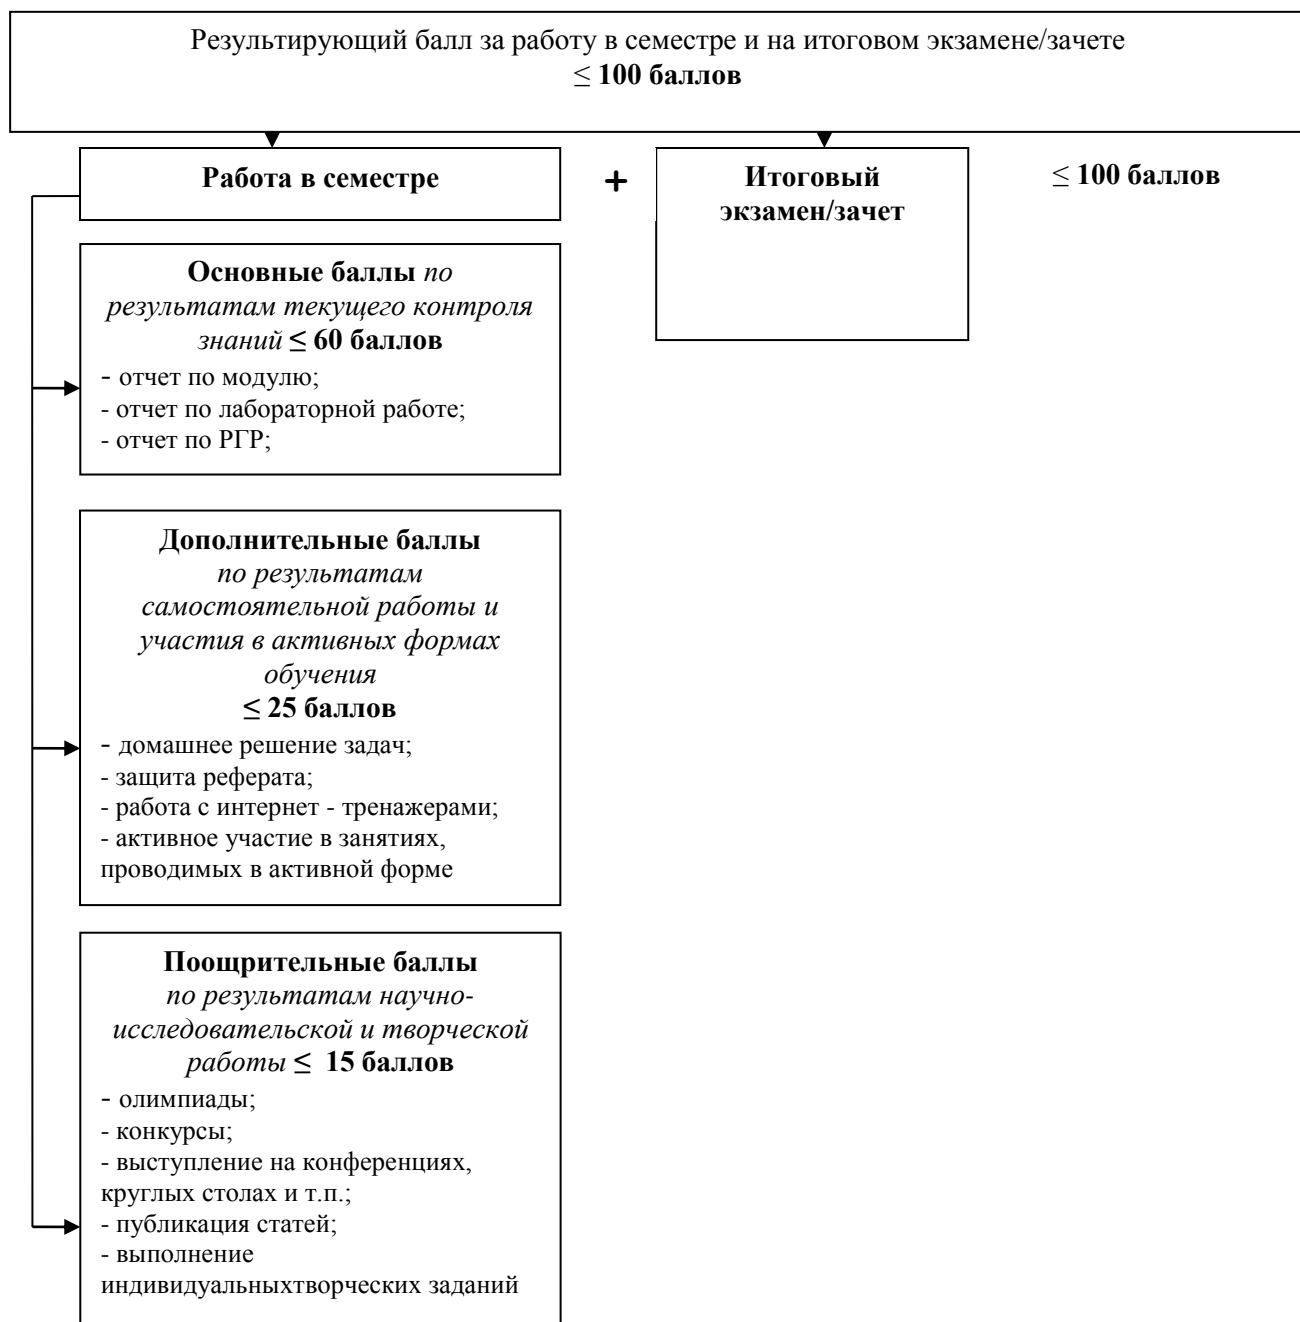 Результирующий балл за работу в семестре и на итоговом экзамене/зачете
≤ 100 баллов
Работа в семестре
+
Итоговый
экзамен/зачет
≤ 100 баллов
Основные баллы по
результатам текущего контроля
знаний ≤ 60 баллов
- отчет по модулю;
- отчет по лабораторной работе;
- отчет по РГР;
Дополнительные баллы
по результатам
самостоятельной работы и
участия в активных формах
обучения
≤ 25 баллов
- домашнее решение задач;
- защита реферата;
- работа с интернет - тренажерами;
- активное участие в занятиях,
проводимых в активной форме
Поощрительные баллы
по результатам научно-
исследовательской и творческой
работы ≤ 15 баллов
- олимпиады;
- конкурсы;
- выступление на конференциях,
круглых столах и т.п.;
- публикация статей;
- выполнение
индивидуальныхтворческих заданий